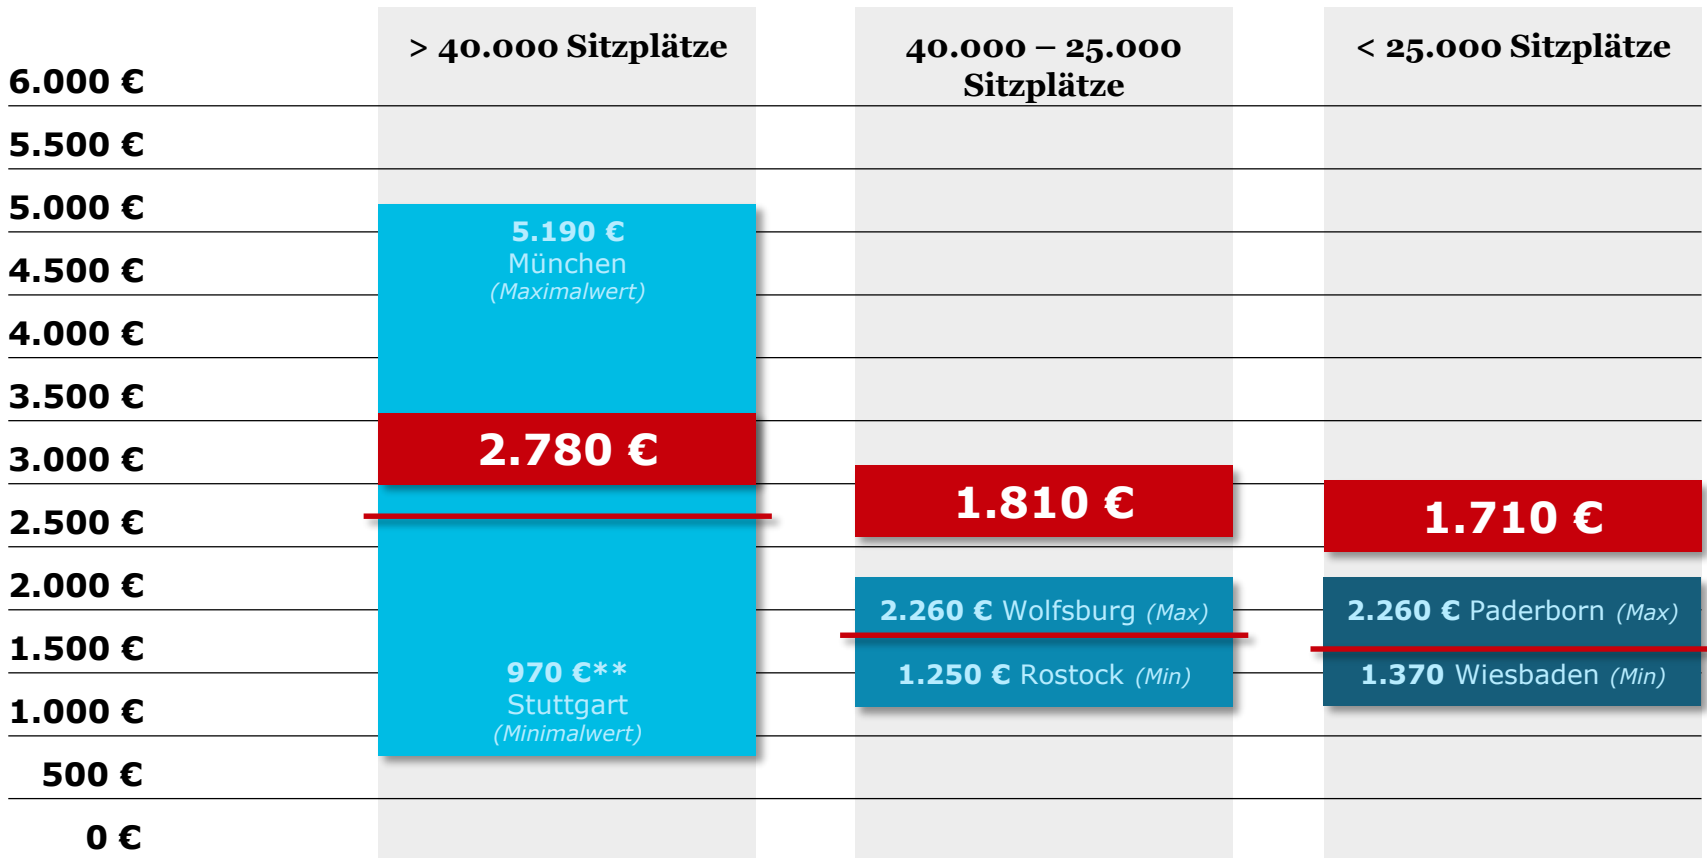 > 40.000 Sitzplätze
40.000 – 25.000
Sitzplätze
< 25.000 Sitzplätze
6.000 €
5.500 €
5.000 €
4.500 €
4.000 €
3.500 €
3.000 €
2.500 €
2.000 €
1.500 €
1.000 €
500 €
0 €
5.190 €
München
(Maximalwert)
2.780 €
970 €**
Stuttgart
(Minimalwert)
1.810 €
2.260 € Wolfsburg (Max)
1.250 € Rostock (Min)
1.710 €
2.260 € Paderborn (Max)
1.370 Wiesbaden (Min)